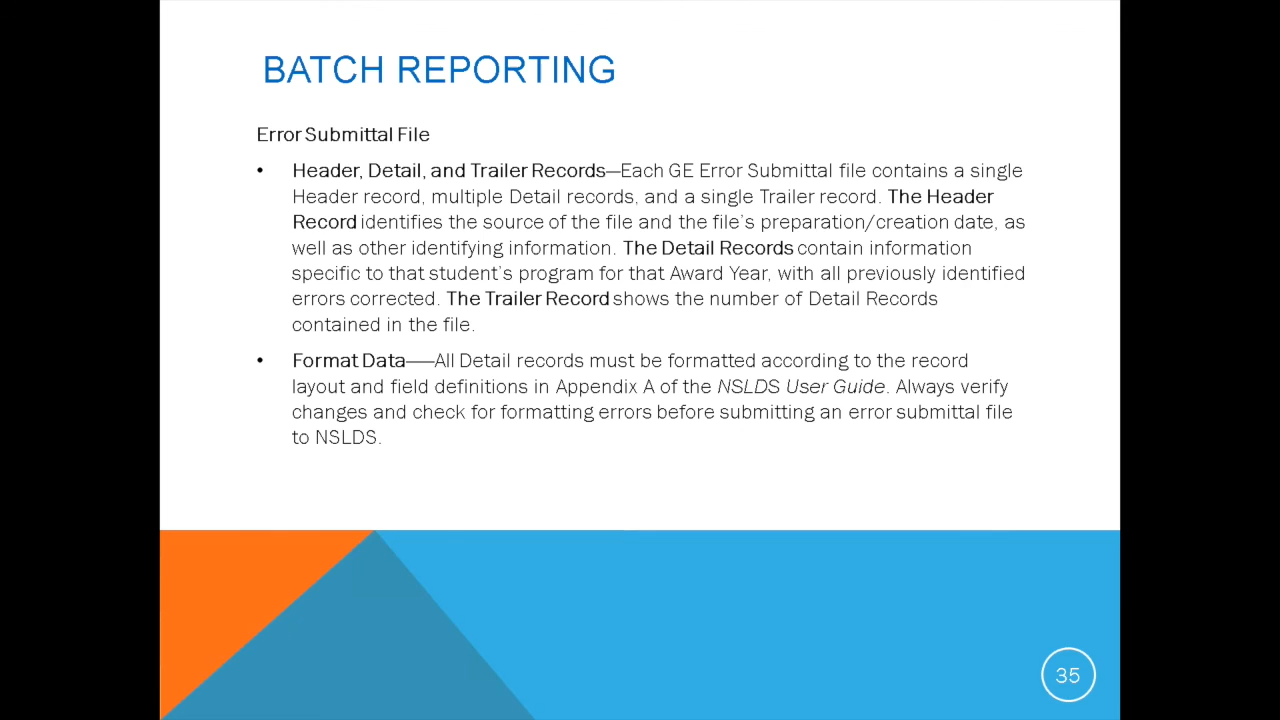 BATCH REPORTING
Error Submittal File
• Header, Detail, and Trailer Records—Each GE Error Submittal file contains a single
Header record, multiple Detail records, and a single Trailer record. The Header
Record identifies the source of the file and the file's preparation/creation date, as
well as other identifying information. The Detail Records contain information
specific to that student's program for that Award Year, with all previously identified
errors corrected. The Trailer Record shows the number of Detail Records
contained in the file.
• Format Data——All Detail records must be formatted according to the record
layout and field definitions in Appendix A of the NSLDS User Guide. Always verify
changes and check for formatting errors before submitting an error submittal file
to NSLDS.
35